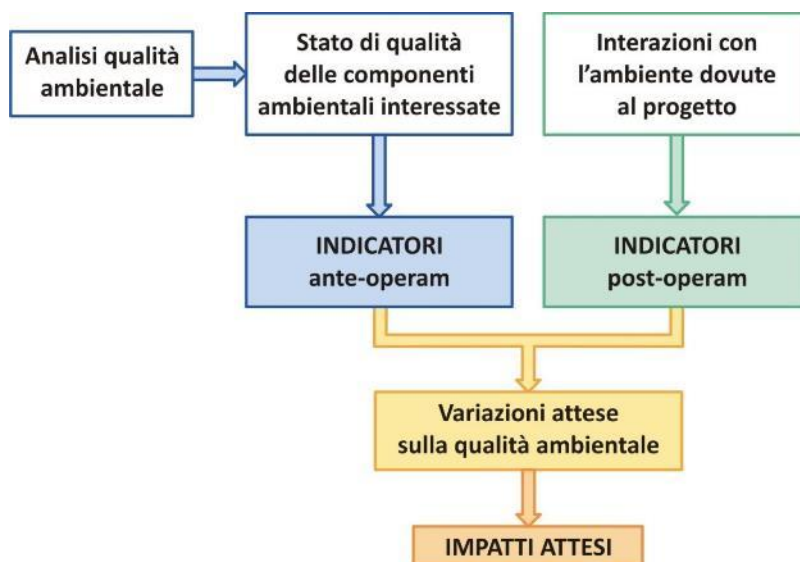 Analisi qualità
ambientale
Stato di qualità
delle componenti
ambientali interessate
Interazioni con
l'ambiente dovute
al progetto
INDICATORI
ante-operam
INDICATORI
post-operam
Variazioni attese
sulla qualità ambientale
IMPATTI ATTESI